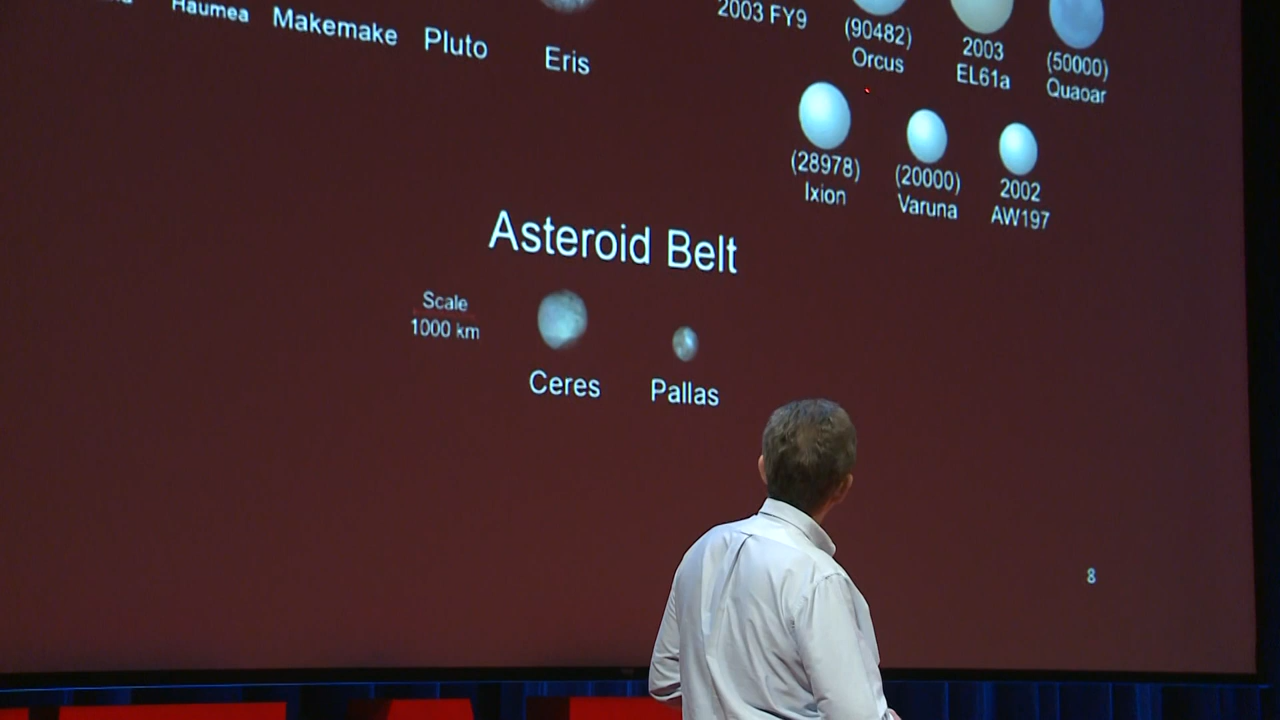 Haumea
Makemake
Pluto
Eris
2003 FY9
(90482)
Orcus
2003
EL61a
(50000)
Quaoar
(28978)
Ixion
(20000)
Varuna
2002
AW197
Asteroid Belt
Scale
1000 km
Ceres
Pallas
8